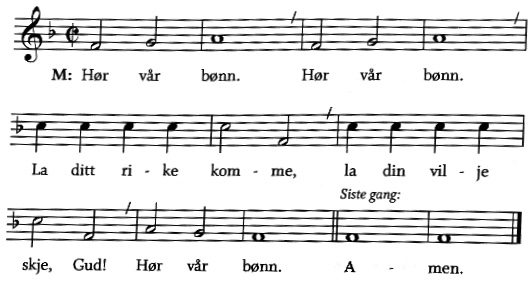 M: Hør vår bønn. Hør vår bønn.
La ditt ri - ke kom - me, la din vil - je
Siste gang:
skje, Gud! Hør vår bønn. A - men.